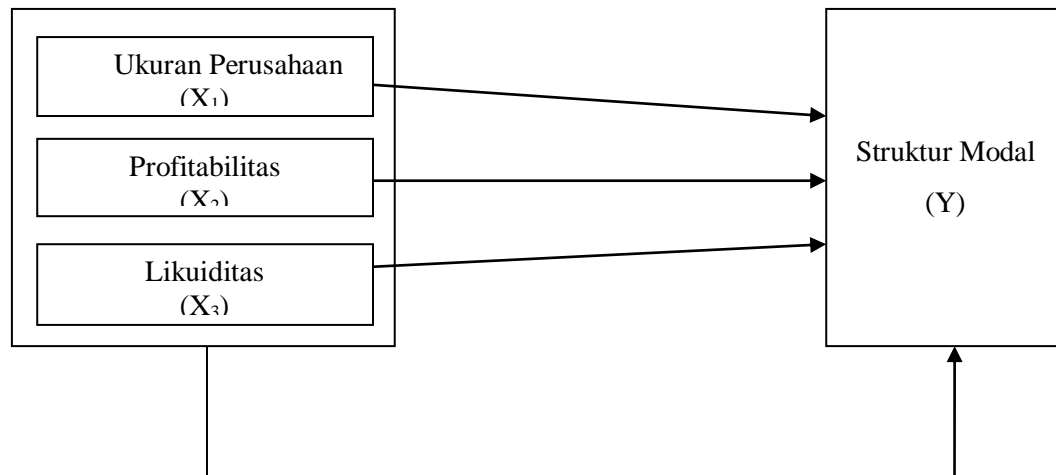 Ukuran Perusahaan
(X₁)
Profitabilitas
(X₂)
Likuiditas
(X₃)
Struktur Modal
(Y)